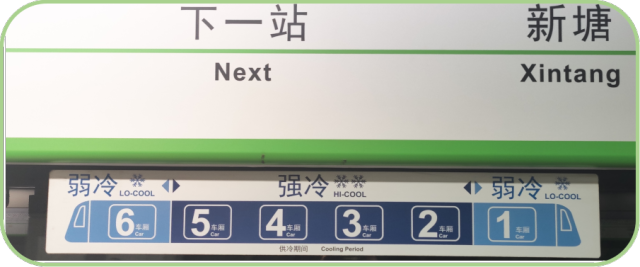 下一站 新塘
Next Xintang
弱冷 LO-COOL 强冷 HI-COOL 弱冷 LO-COOL
6 车厢 Car 5 车厢 Car 4 车厢 Car 3 车厢 Car 2 车厢 Car 1 车厢 Car
供冷期间 Cooling Period